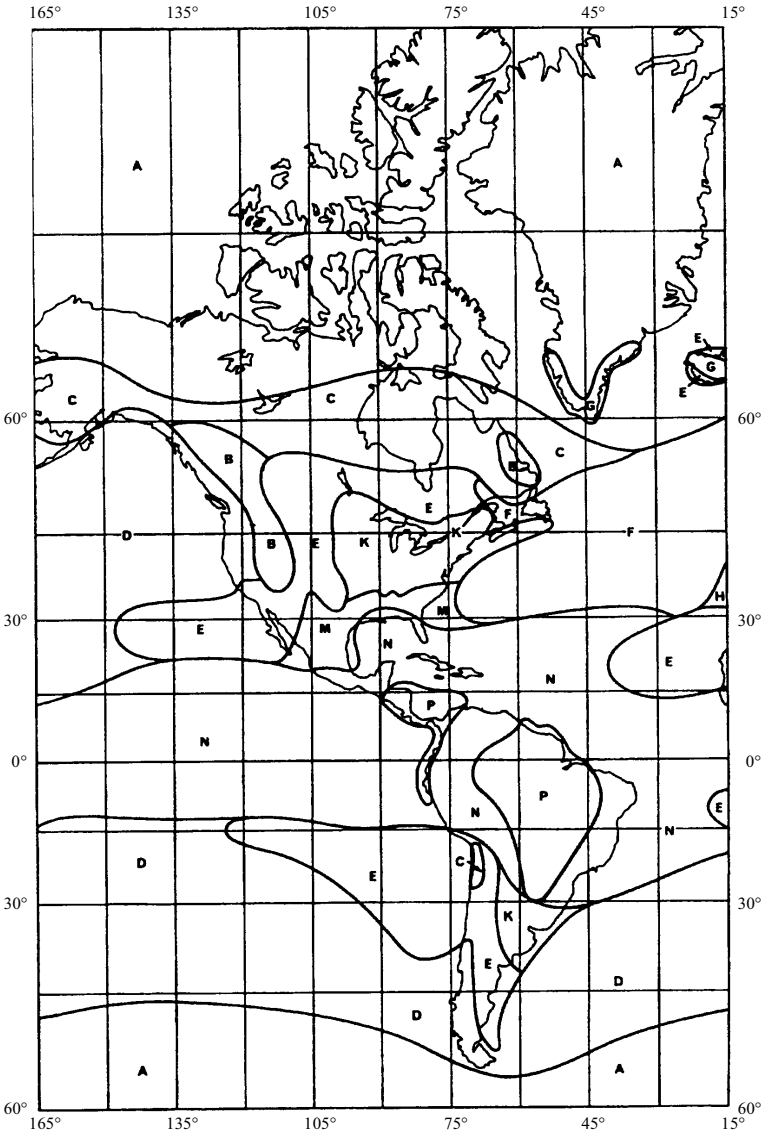 165° 135° 105° 75° 45° 15°
A A
E
G
E
C C G
60° 60°
B C
B
E F
D B E K K F
H
30° M 30°
E M
N E
N
P
N
0° 0°
P E
N N
D C
E
30° 30°
K
E D
D
A A
60° 60°
165° 135° 105° 75° 45° 15°